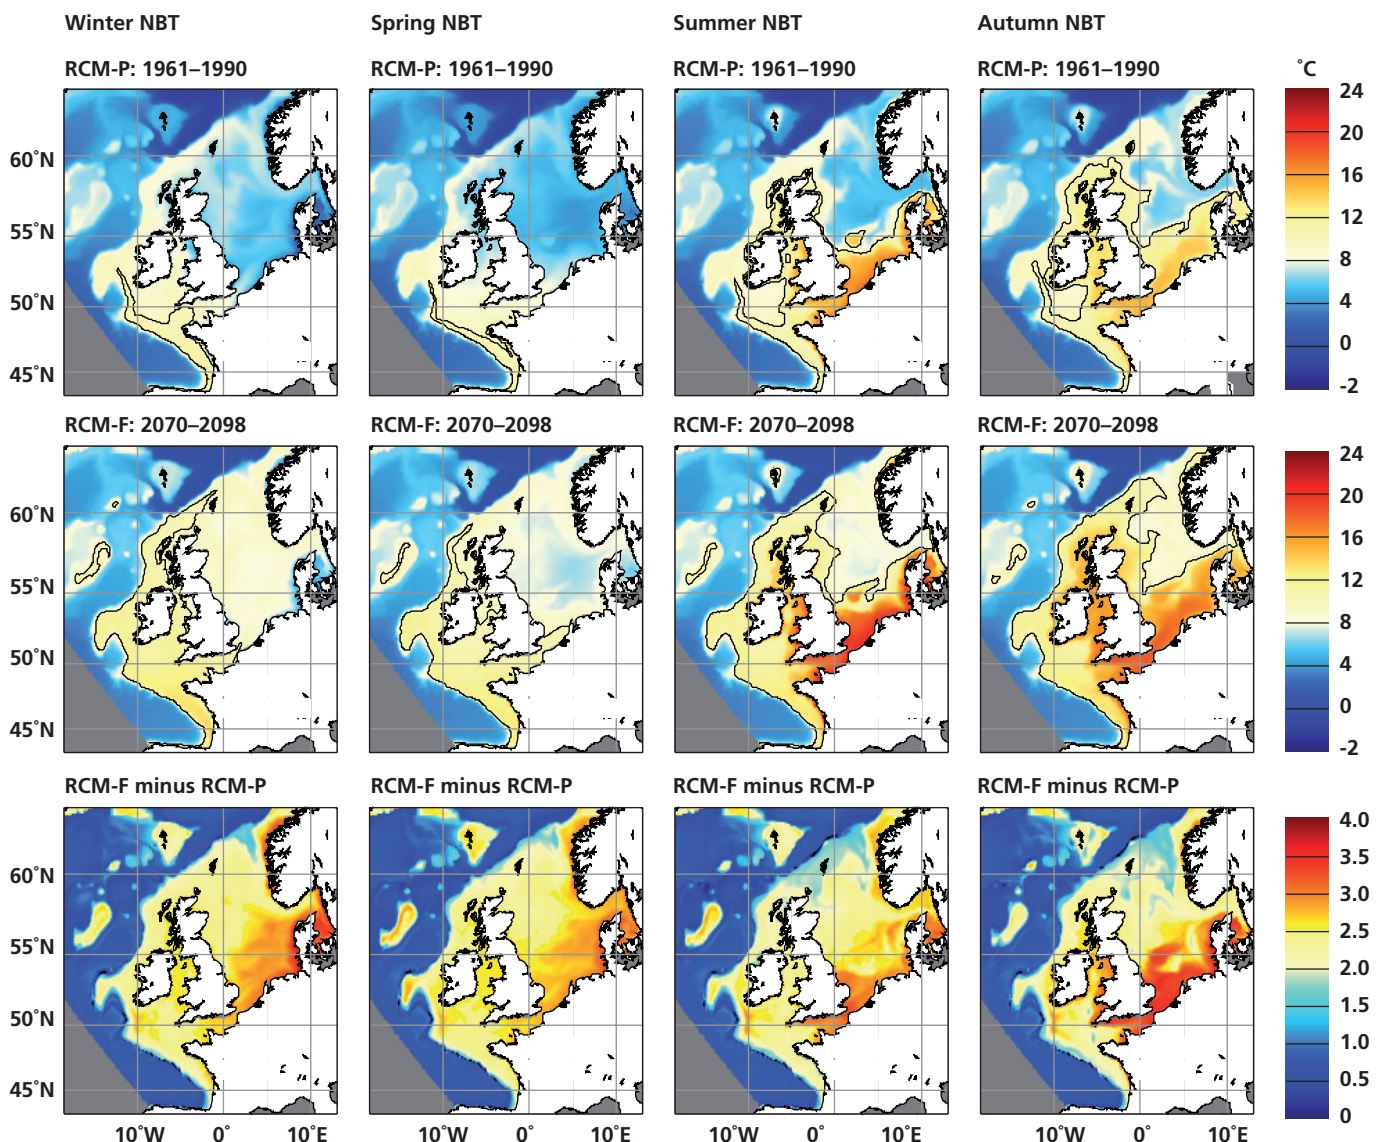 Winter NBT
Spring NBT
Summer NBT
Autumn NBT
RCM-P: 1961–1990
RCM-P: 1961–1990
RCM-P: 1961–1990
RCM-P: 1961–1990
˚C
24
20
16
12
8
4
0
-2
60˚N
55˚N
50˚N
45˚N
RCM-F: 2070–2098
RCM-F: 2070–2098
RCM-F: 2070–2098
RCM-F: 2070–2098
24
20
16
12
8
4
0
-2
60˚N
55˚N
50˚N
45˚N
RCM-F minus RCM-P
RCM-F minus RCM-P
RCM-F minus RCM-P
RCM-F minus RCM-P
4.0
3.5
3.0
2.5
2.0
1.5
1.0
0.5
0
60˚N
55˚N
50˚N
45˚N
10˚W 0˚ 10˚E
10˚W 0˚ 10˚E
10˚W 0˚ 10˚E
10˚W 0˚ 10˚E